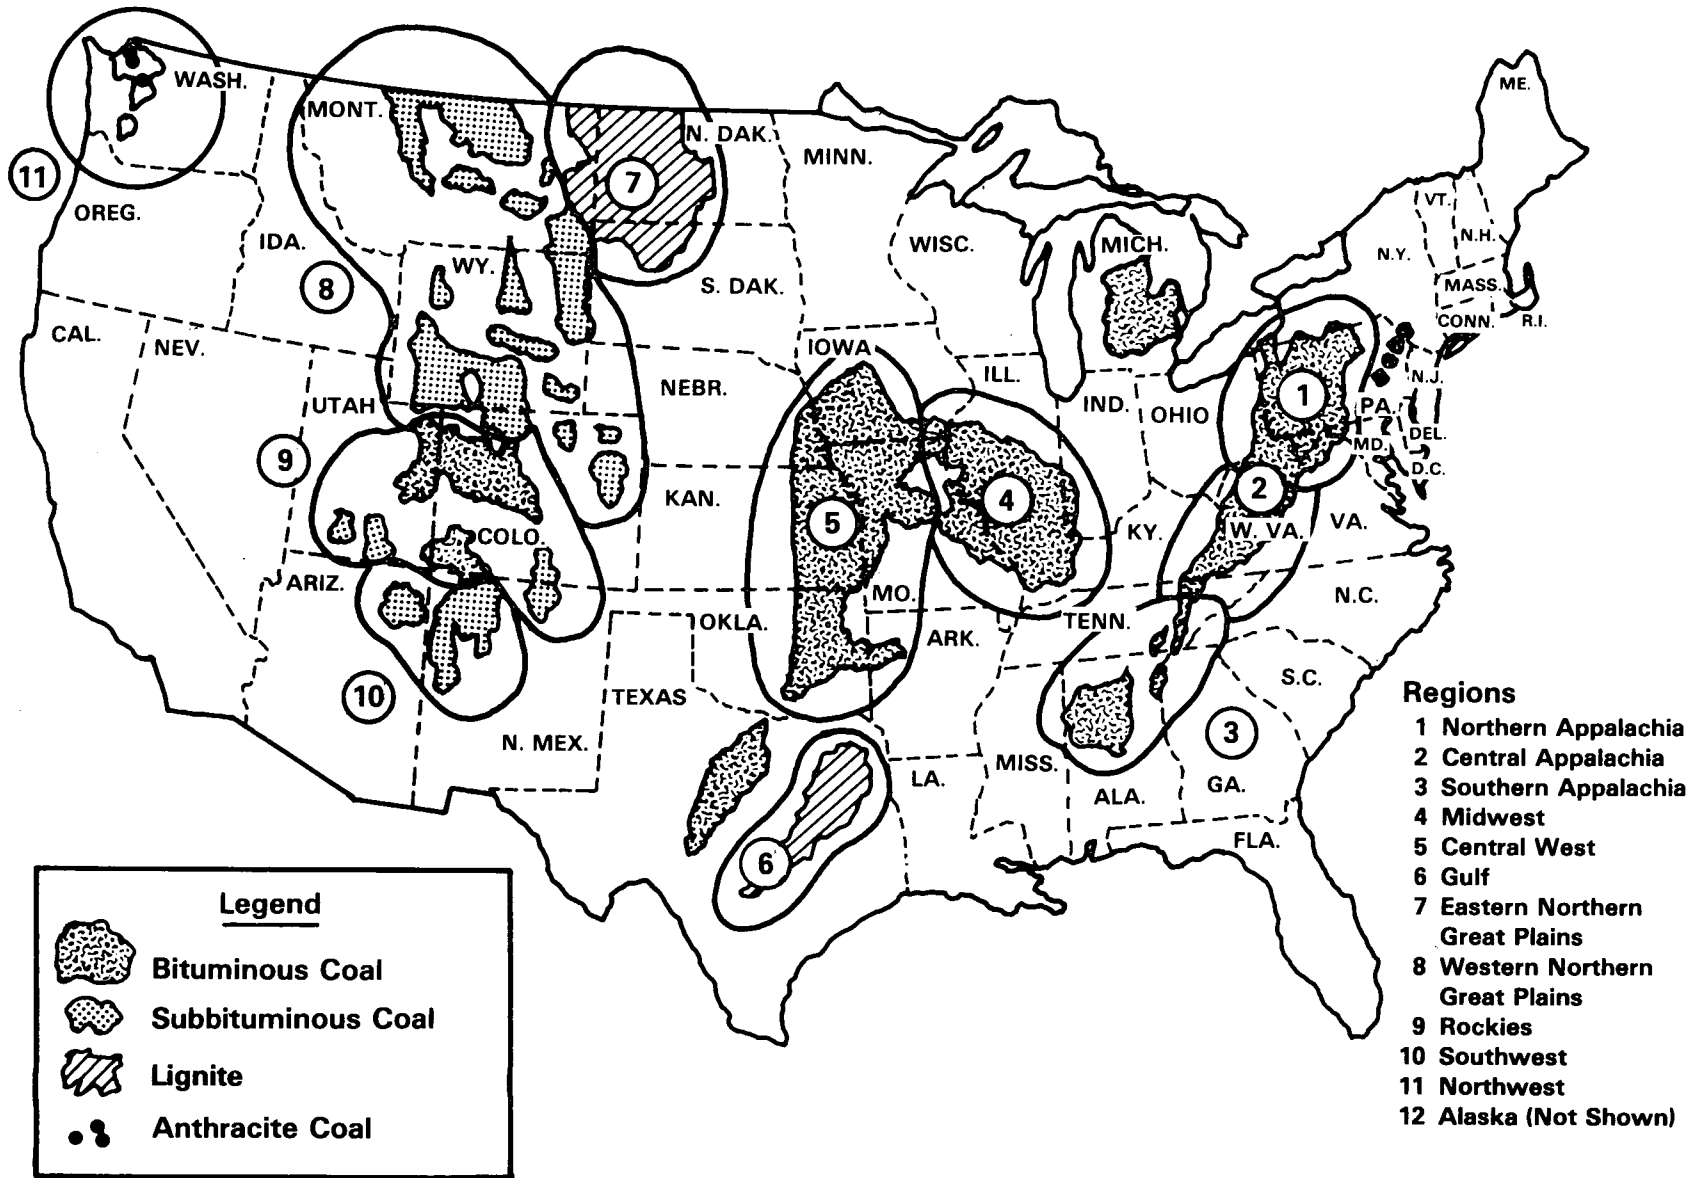 WASH.
MONT.
N. DAK.
MINN.
ME.
11
7
OREG.
IDA.
WY.
S. DAK.
WISC.
MICH.
VT.
N.H.
N.Y.
MASS.
CONN.
R.I.
8
CAL.
NEV.
UTAH
NEBR.
IOWA
ILL.
IND.
OHIO
1
PA.
N.J.
MD.
DEL.
D.C.
9
COLO.
KAN.
5
4
2
KY.
W. VA.
VA.
ARIZ.
MO.
OKLA.
ARK.
TENN.
N.C.
10
TEXAS
N. MEX.
S.C.
3
LA.
MISS.
ALA.
GA.
FLA.
6
Legend
Bituminous Coal
Subbituminous Coal
Lignite
Anthracite Coal
Regions
1 Northern Appalachia
2 Central Appalachia
3 Southern Appalachia
4 Midwest
5 Central West
6 Gulf
7 Eastern Northern
Great Plains
8 Western Northern
Great Plains
9 Rockies
10 Southwest
11 Northwest
12 Alaska (Not Shown)